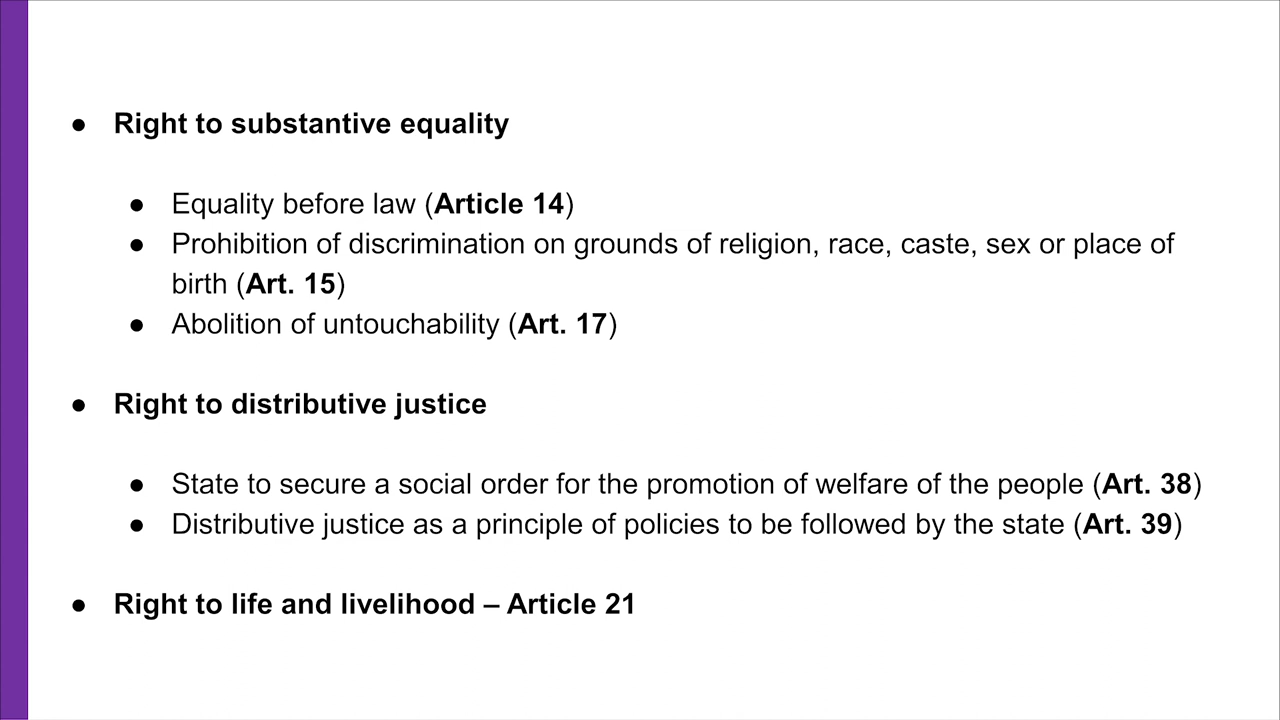 ● Right to substantive equality
● Equality before law (Article 14)
● Prohibition of discrimination on grounds of religion, race, caste, sex or place of
birth (Art. 15)
● Abolition of untouchability (Art. 17)
● Right to distributive justice
● State to secure a social order for the promotion of welfare of the people (Art. 38)
● Distributive justice as a principle of policies to be followed by the state (Art. 39)
● Right to life and livelihood – Article 21